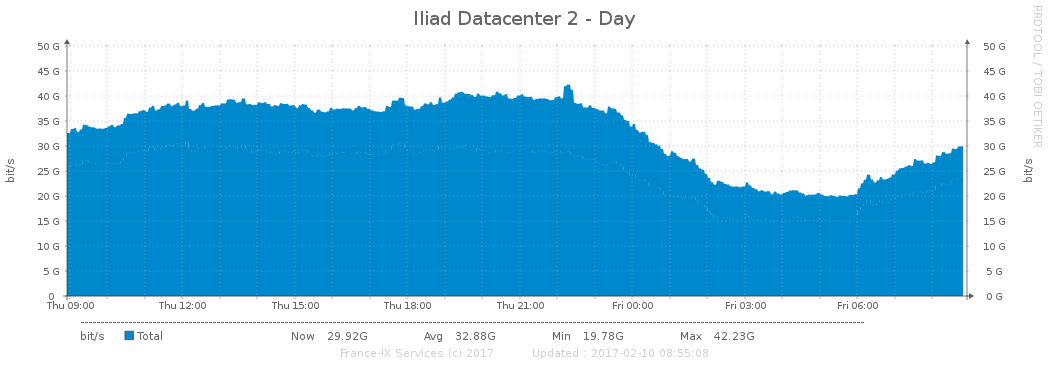 Iliad Datacenter 2 - Day
RRDTOOL / TOBI OETIKER
bit/s
bit/s
50 G 50 G
45 G 45 G
40 G 40 G
35 G 35 G
30 G 30 G
25 G 25 G
20 G 20 G
15 G 15 G
10 G 10 G
5 G 5 G
0 0 G
Thu 09:00 Thu 12:00 Thu 15:00 Thu 18:00 Thu 21:00 Fri 00:00 Fri 03:00 Fri 06:00
bit/s Total Now 29.92G Avg 32.88G Min 19.78G Max 42.23G
France-IX Services (c) 2017 Updated : 2017-02-10 08:55:08